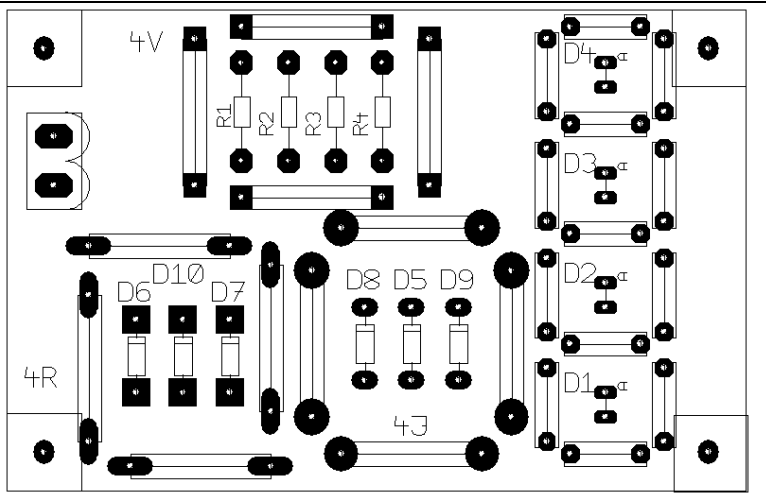 4V
R1 R2 R3 R4
D4 A
D3 A
D10
D6 D7
D8 D5 D9
D2 A
4R
4J
D1 A